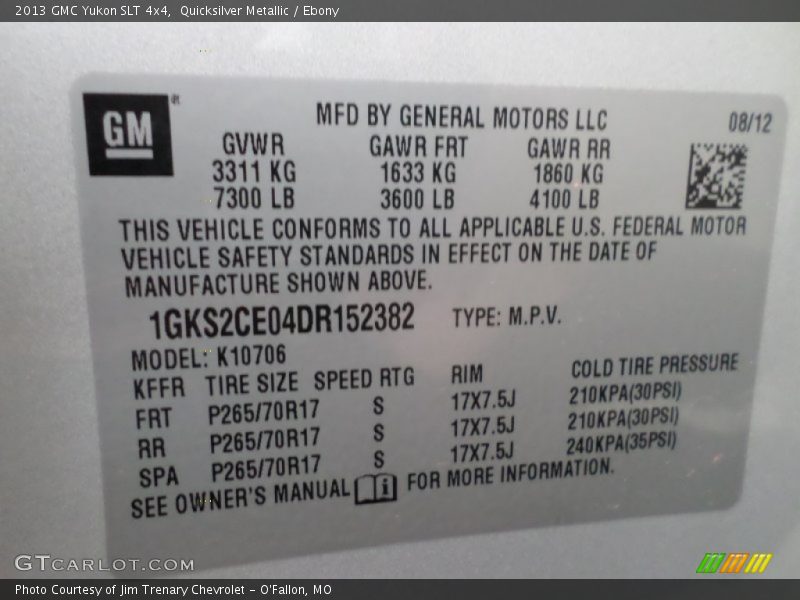 2013 GMC Yukon SLT 4x4, Quicksilver Metallic / Ebony
GM
MFD BY GENERAL MOTORS LLC 08/12
GVWR GAWR FRT GAWR RR
3311 KG 1633 KG 1860 KG
7300 LB 3600 LB 4100 LB
THIS VEHICLE CONFORMS TO ALL APPLICABLE U.S. FEDERAL MOTOR
VEHICLE SAFETY STANDARDS IN EFFECT ON THE DATE OF
MANUFACTURE SHOWN ABOVE.
1GKS2CE04DR152382 TYPE: M.P.V.
MODEL: K10706
KFFR TIRE SIZE SPEED RTG RIM COLD TIRE PRESSURE
FRT P265/70R17 S 17X7.5J 210KPA(30PSI)
RR P265/70R17 S 17X7.5J 210KPA(30PSI)
SPA P265/70R17 S 17X7.5J 240KPA(35PSI)
SEE OWNER'S MANUAL i FOR MORE INFORMATION.
GTCARLOT.COM
Photo Courtesy of Jim Trenary Chevrolet - O'Fallon, MO